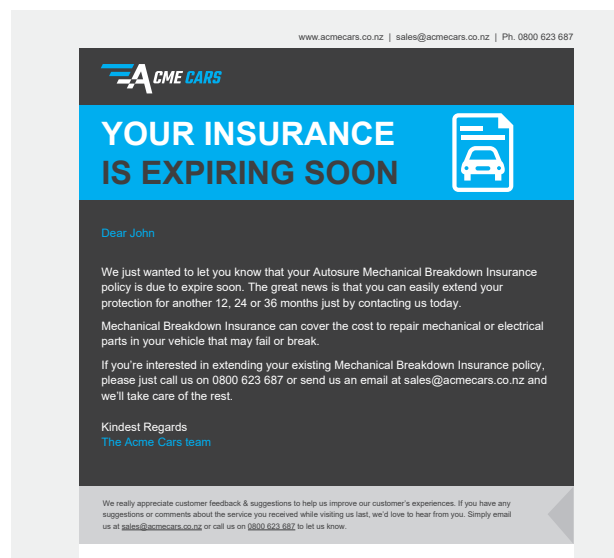 www.acmecars.co.nz | sales@acmecars.co.nz | Ph. 0800 623 687
ACME CARS
YOUR INSURANCE
IS EXPIRING SOON
Dear John
We just wanted to let you know that your Autosure Mechanical Breakdown Insurance
policy is due to expire soon. The great news is that you can easily extend your
protection for another 12, 24 or 36 months just by contacting us today.
Mechanical Breakdown Insurance can cover the cost to repair mechanical or electrical
parts in your vehicle that may fail or break.
If you're interested in extending your existing Mechanical Breakdown Insurance policy,
please just call us on 0800 623 687 or send us an email at sales@acmecars.co.nz and
we'll take care of the rest.
Kindest Regards
The Acme Cars team
We really appreciate customer feedback & suggestions to help us improve our customer's experiences. If you have any
suggestions or comments about the service you received while visiting us last, we'd love to hear from you. Simply email
us at sales@acmecars.co.nz or call us on 0800 623 687 to let us know.